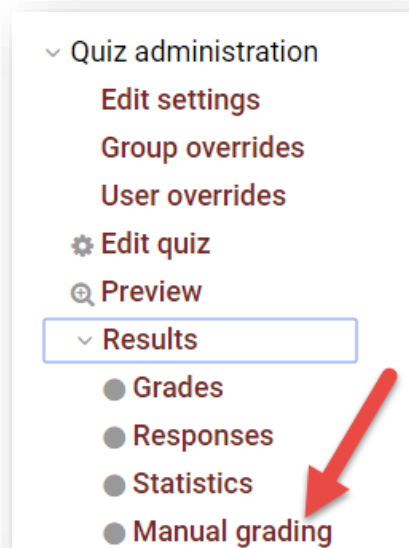 Quiz administration
Edit settings
Group overrides
User overrides
Edit quiz
Preview
Results
Grades
Responses
Statistics
Manual grading